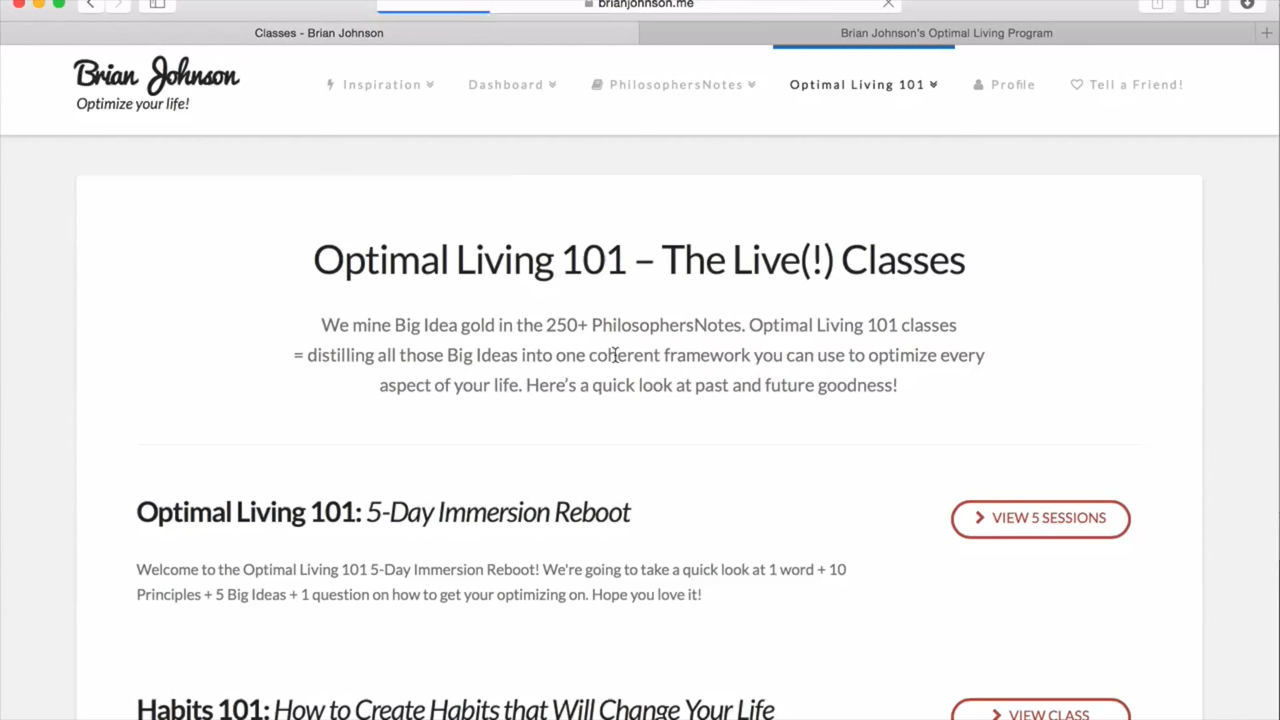 brianjohnson.me
Classes - Brian Johnson
Brian Johnson's Optimal Living Program
Brian Johnson
Optimize your life!
Inspiration
Dashboard
PhilosophersNotes
Optimal Living 101
Profile
Tell a Friend!
Optimal Living 101 – The Live(!) Classes
We mine Big Idea gold in the 250+ PhilosophersNotes. Optimal Living 101 classes
= distilling all those Big Ideas into one coherent framework you can use to optimize every
aspect of your life. Here's a quick look at past and future goodness!
Optimal Living 101: 5-Day Immersion Reboot
VIEW 5 SESSIONS
Welcome to the Optimal Living 101 5-Day Immersion Reboot! We're going to take a quick look at 1 word + 10
Principles + 5 Big Ideas + 1 question on how to get your optimizing on. Hope you love it!
Habits 101: How to Create Habits that Will Change Your Life
VIEW CLASS